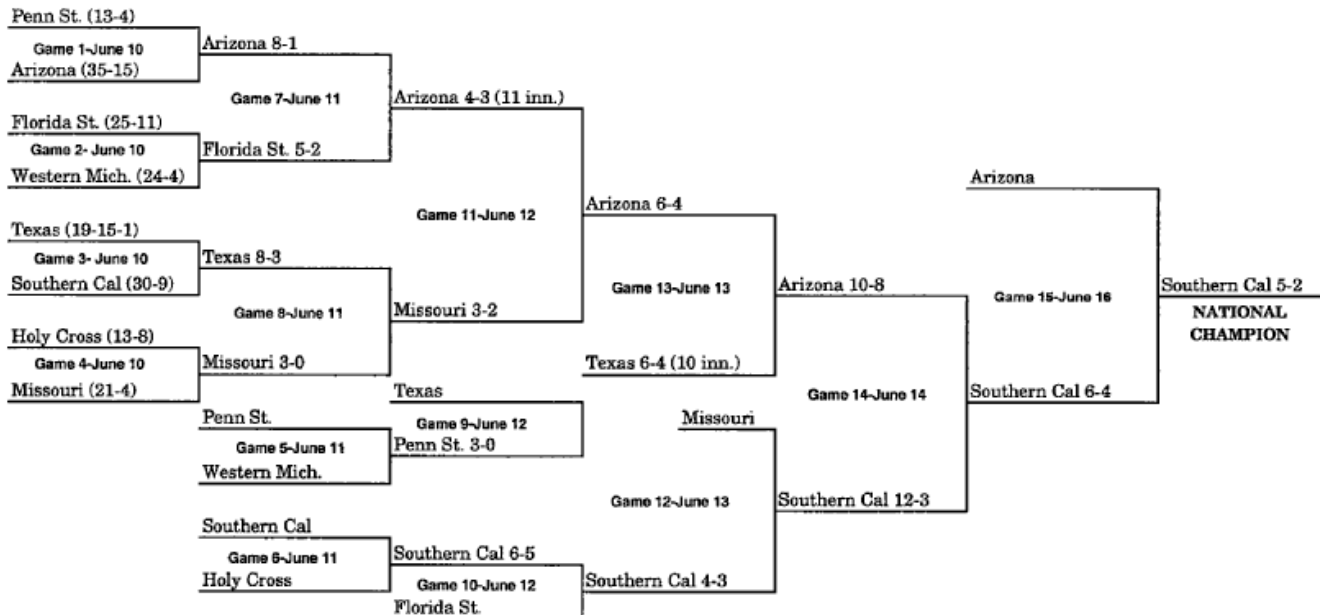 Penn St. (13-4)
Game 1-June 10
Arizona (35-15)
Arizona 8-1
Game 7-June 11
Florida St. (25-11)
Game 2- June 10
Western Mich. (24-4)
Florida St. 5-2
Arizona 4-3 (11 inn.)
Game 11-June 12
Texas (19-15-1)
Game 3- June 10
Southern Cal (30-9)
Texas 8-3
Game 8-June 11
Holy Cross (13-8)
Game 4-June 10
Missouri (21-4)
Missouri 3-0
Missouri 3-2
Arizona 6-4
Game 13-June 13
Texas 6-4 (10 inn.)
Texas
Game 9-June 12
Penn St. 3-0
Penn St.
Game 5-June 11
Western Mich.
Southern Cal
Game 6-June 11
Holy Cross
Southern Cal 6-5
Game 10-June 12
Florida St.
Southern Cal 4-3
Missouri
Game 12-June 13
Southern Cal 12-3
Arizona 10-8
Game 14-June 14
Southern Cal 6-4
Arizona
Game 15-June 16
Southern Cal 5-2
NATIONAL
CHAMPION